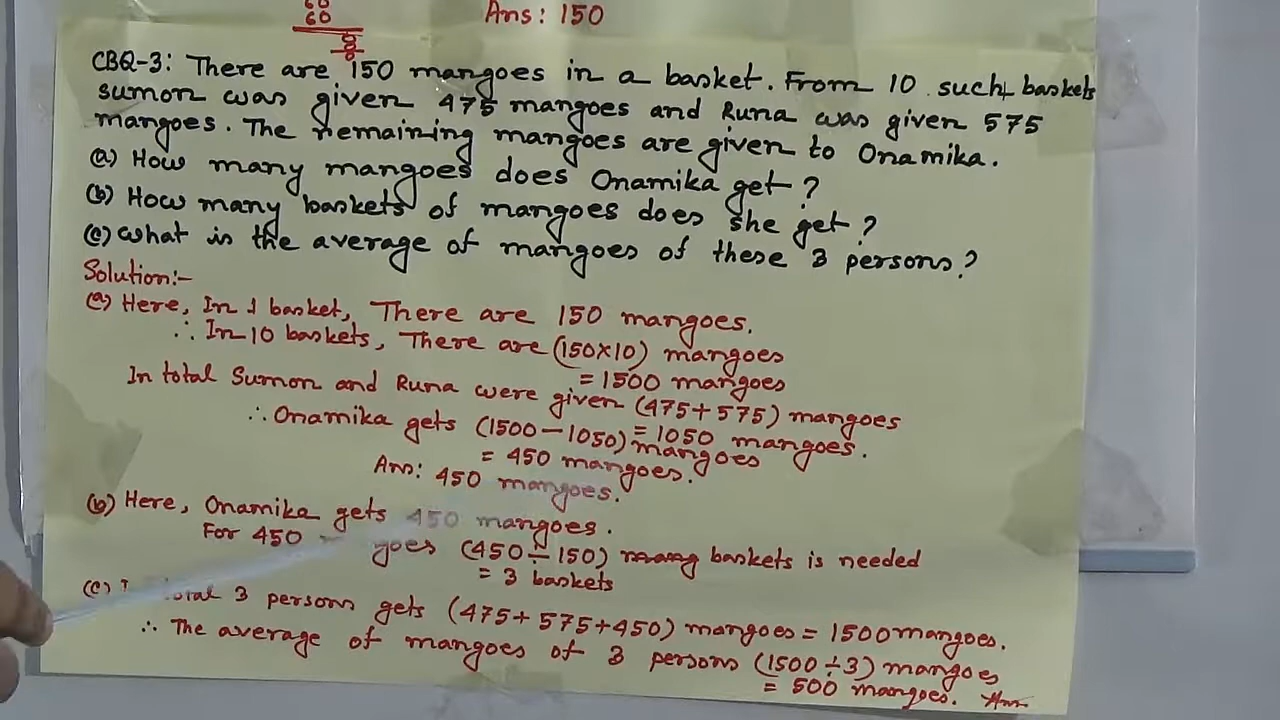 60
60
0
Ans: 150
CBQ-3: There are 150 mangoes in a basket. From 10 such baskets
sumon was given 475 mangoes and Runa was given 575
mangoes. The remaining mangoes are given to Onamika.
(a) How many mangoes does Onamika get?
(b) How many baskets of mangoes does she get?
(c) What is the average of mangoes of these 3 persons?
Solution:-
(a) Here, In 1 basket, There are 150 mangoes.
∴ In 10 baskets, There are (150×10) mangoes
= 1500 mangoes
In total Sumon and Runa were given (475+575) mangoes
= 1050 mangoes.
∴ Onamika gets (1500-1050) mangoes
= 450 mangoes.
Ans: 450 mangoes.
(b) Here, Onamika gets 450 mangoes.
For 450 goes (450÷150) baskets is needed
= 3 baskets
(c) total 3 persons gets (475+575+450) mangoes = 1500 mangoes.
∴ The average of mangoes of 3 persons (1500÷3) mangoes
= 500 mangoes. Ans